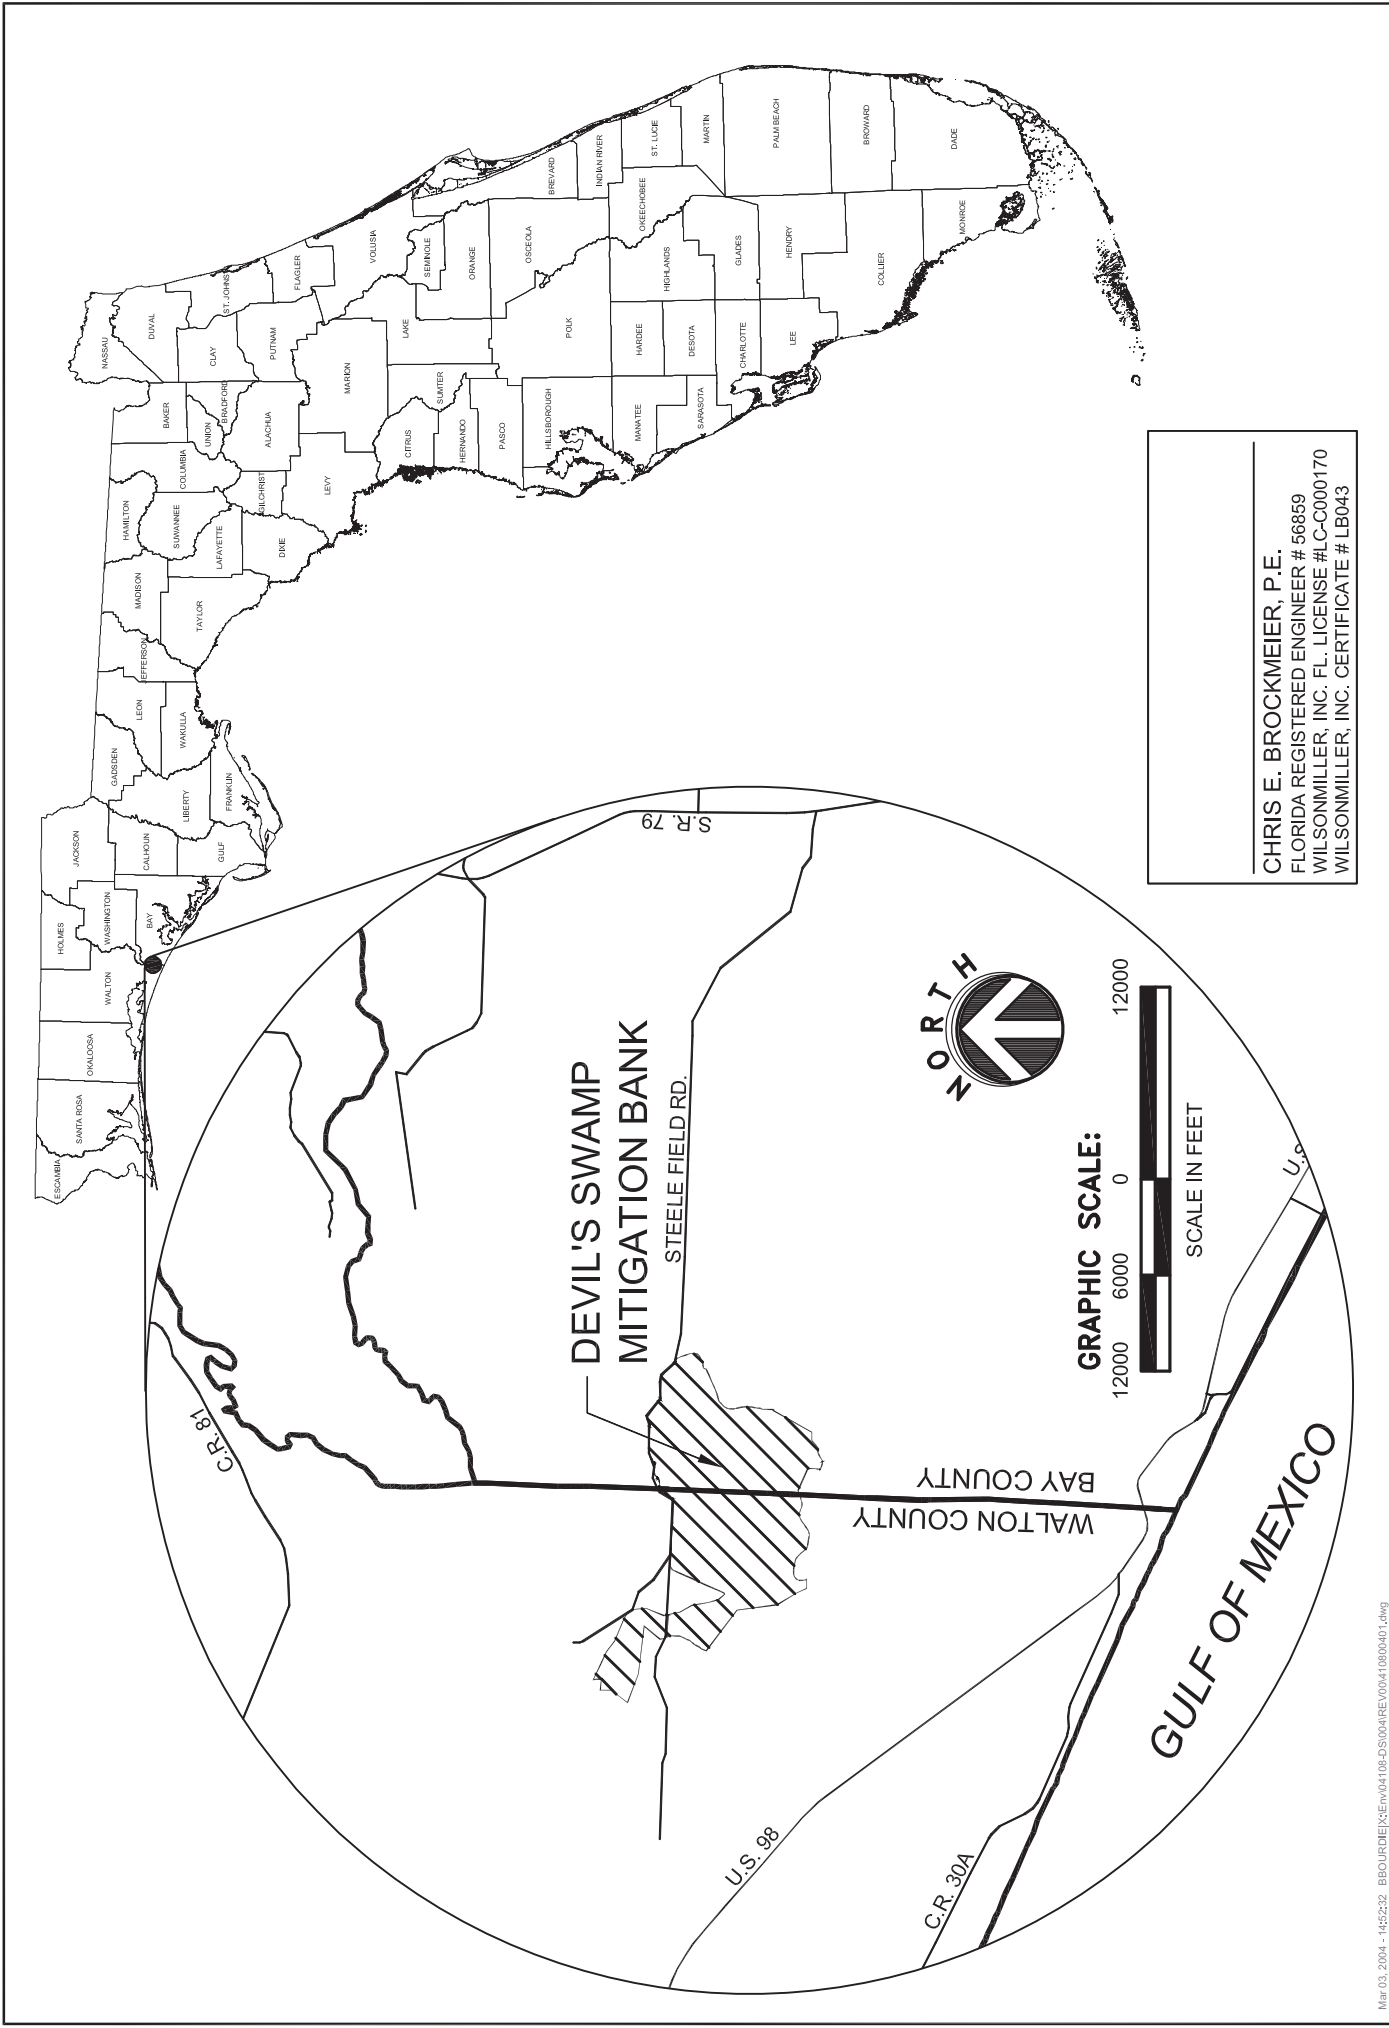 ESCAMBIA
SANTA ROSA
OKALOOSA
WALTON
HOLMES
WASHINGTON
BAY
JACKSON
CALHOUN
GULF
LIBERTY
GADSDEN
FRANKLIN
LEON
WAKULLA
JEFFERSON
MADISON
TAYLOR
HAMILTON
SUWANNEE
LAFAYETTE
DIXIE
COLUMBIA
GILCHRIST
LEVY
BAKER
UNION
BRADFORD
ALACHUA
NASSAU
DUVAL
CLAY
ST. JOHNS
PUTNAM
FLAGLER
MARION
VOLUSIA
CITRUS
SUMTER
LAKE
SEMINOLE
HERNANDO
ORANGE
PASCO
POLK
OSCEOLA
BREVARD
HILLSBOROUGH
INDIAN RIVER
MANATEE
HARDEE
HIGHLANDS
OKEECHOBEE
ST. LUCIE
SARASOTA
DESOTA
CHARLOTTE
GLADES
MARTIN
LEE
HENDRY
PALM BEACH
COLLIER
BROWARD
MONROE
DADE
C.R. 81
S.R. 79
DEVIL'S SWAMP
MITIGATION BANK
STEELE FIELD RD.
WALTON COUNTY
BAY COUNTY
U.S. 98
C.R. 30A
U.S
GULF OF MEXICO
NORTH
GRAPHIC SCALE:
12000 6000 0 12000
SCALE IN FEET
CHRIS E. BROCKMEIER, P.E.
FLORIDA REGISTERED ENGINEER # 56859
WILSONMILLER, INC. FL. LICENSE #LC-C000170
WILSONMILLER, INC. CERTIFICATE # LB043
Mar 03, 2004 - 14:52:32 BBOURDIE|X:\Env\04108-DS\004\REV00\410800401.dwg